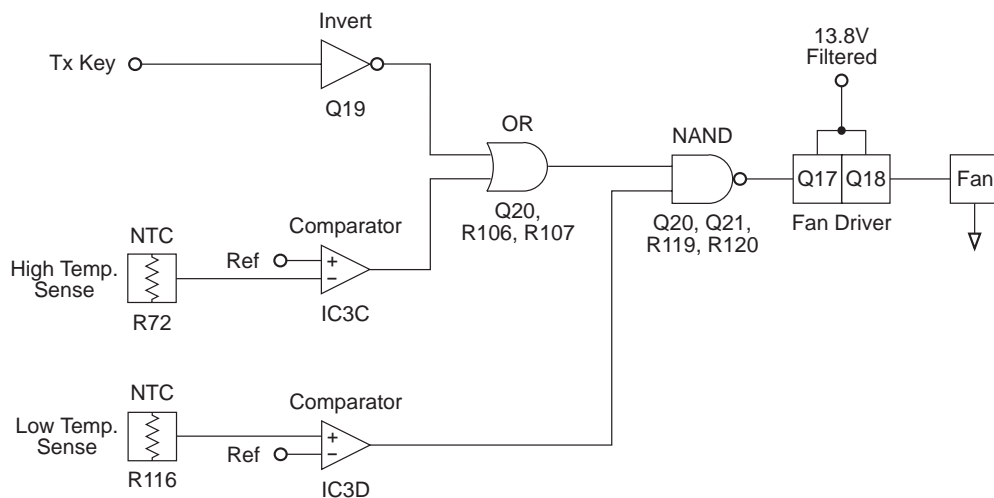 Invert
Tx Key
Q19
13.8V
Filtered
OR
NAND
Q20,
R106, R107
Q20, Q21,
R119, R120
Q17
Q18
Fan Driver
Fan
NTC
High Temp.
Sense
R72
Comparator
Ref
+
−
IC3C
NTC
Low Temp.
Sense
R116
Comparator
Ref
+
−
IC3D